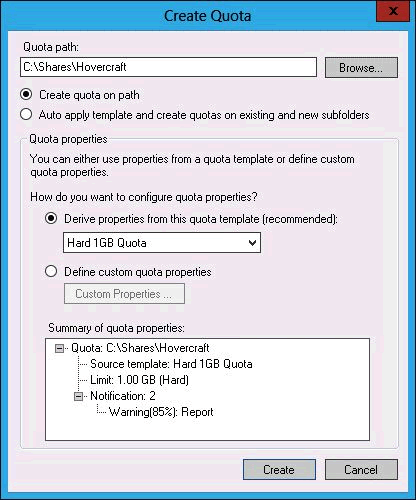 Create Quota
X
Quota path:
C:\Shares\Hovercraft
Browse...
Create quota on path
Auto apply template and create quotas on existing and new subfolders
Quota properties
You can either use properties from a quota template or define custom
quota properties.
How do you want to configure quota properties?
Derive properties from this quota template (recommended):
Hard 1GB Quota
Define custom quota properties
Custom Properties ...
Summary of quota properties:
Quota: C:\Shares\Hovercraft
Source template: Hard 1GB Quota
Limit: 1.00 GB (Hard)
Notification: 2
Warning(85%): Report
Create
Cancel